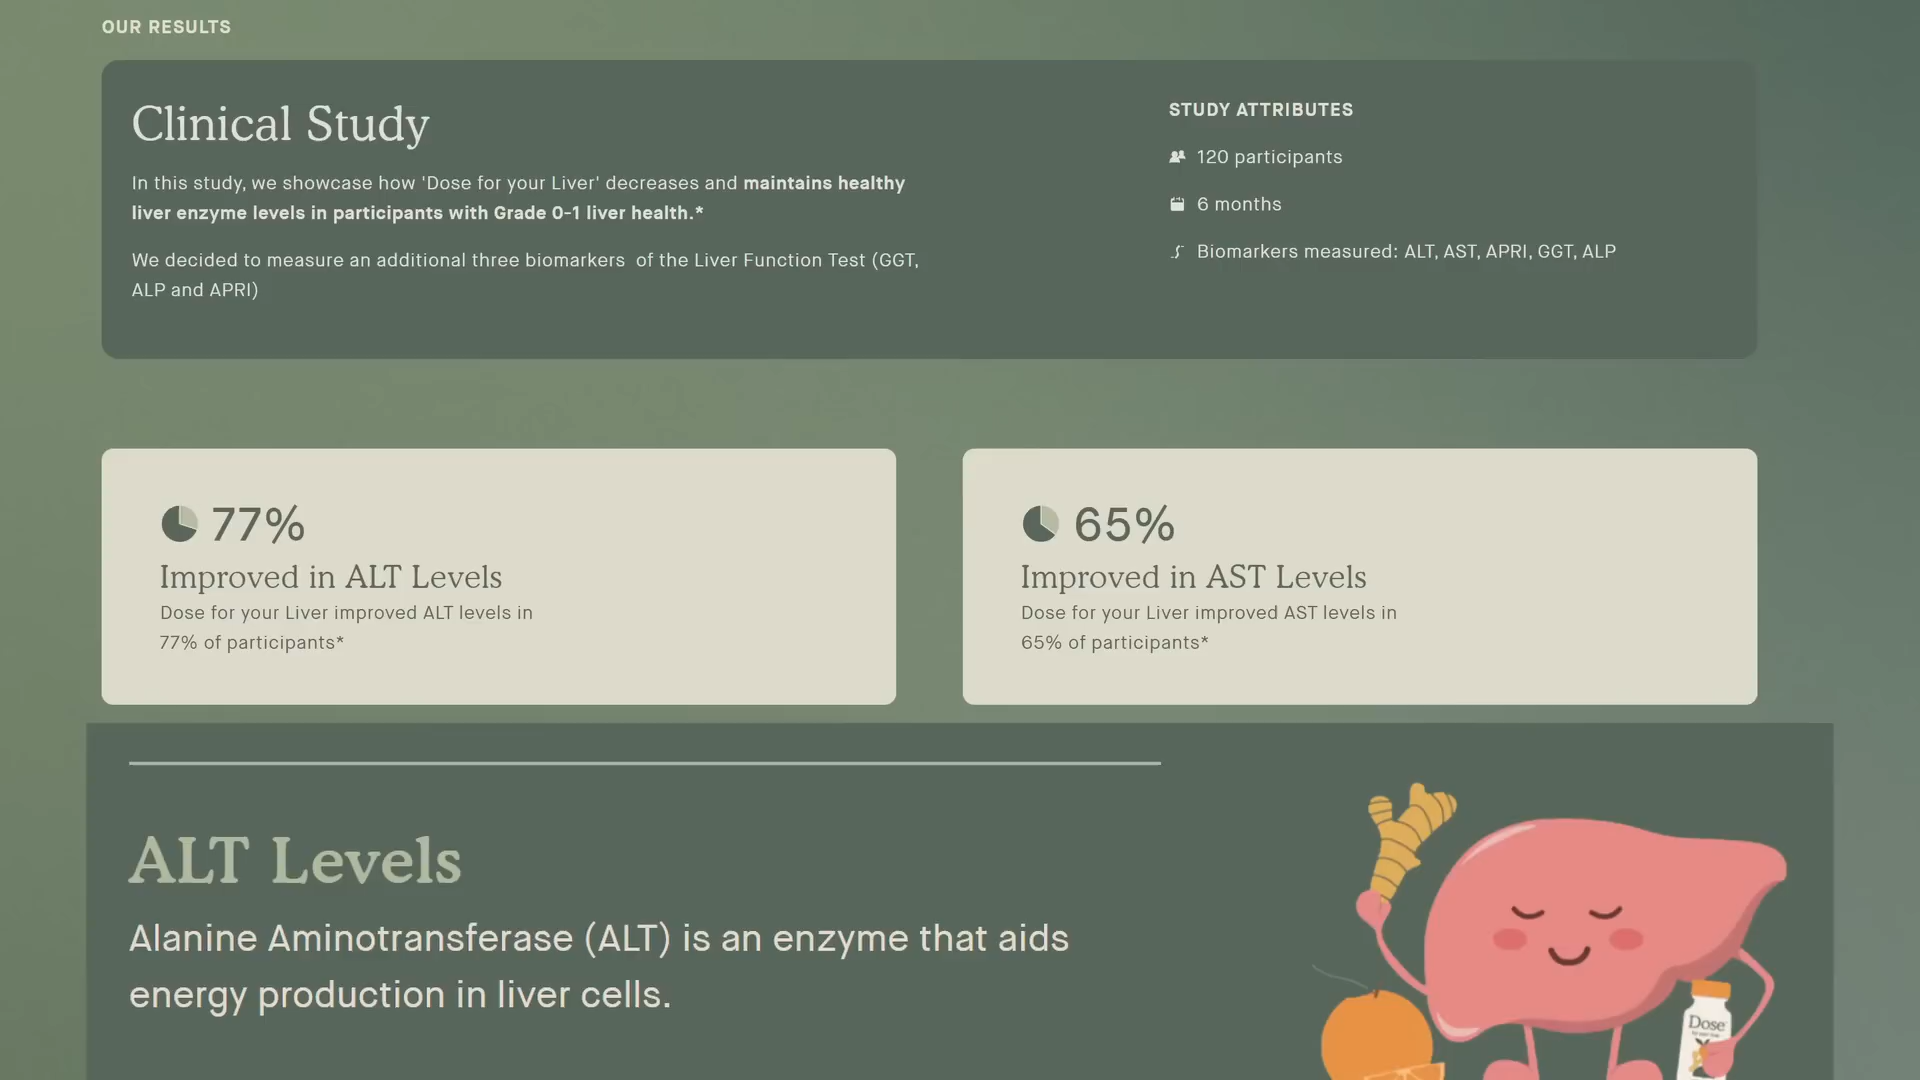 OUR RESULTS
Clinical Study
In this study, we showcase how 'Dose for your Liver' decreases and maintains healthy
liver enzyme levels in participants with Grade 0-1 liver health.*
We decided to measure an additional three biomarkers of the Liver Function Test (GGT,
ALP and APRI)
STUDY ATTRIBUTES
120 participants
6 months
Biomarkers measured: ALT, AST, APRI, GGT, ALP
77%
Improved in ALT Levels
Dose for your Liver improved ALT levels in
77% of participants*
65%
Improved in AST Levels
Dose for your Liver improved AST levels in
65% of participants*
ALT Levels
Alanine Aminotransferase (ALT) is an enzyme that aids
energy production in liver cells.
Dose